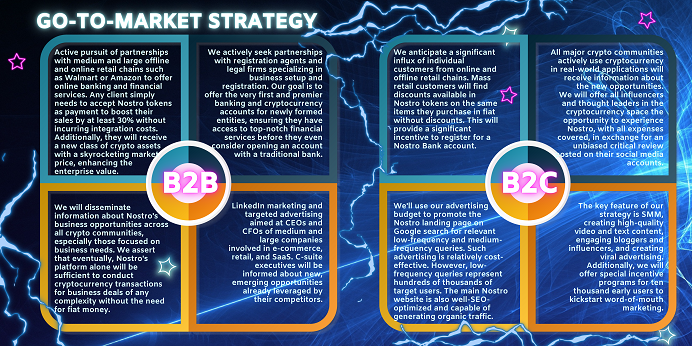 GO-TO-MARKET STRATEGY
Active pursuit of partnerships
with medium and large offline
and online retail chains such
as Walmart or Amazon to offer
online banking and financial
services. Any client simply
needs to accept Nostro tokens
as payment to boost their
sales by at least 30% without
incurring integration costs.
Additionally, they will receive
a new class of crypto assets
with a skyrocketing market
price, enhancing the
enterprise value.
We actively seek partnerships
with registration agents and
legal firms specializing in
business setup and
registration. Our goal is to
offer the very first and premier
banking and cryptocurrency
accounts for newly formed
entities, ensuring they have
access to top-notch financial
services before they even
consider opening an account
with a traditional bank.
B2B
We will disseminate
information about Nostro's
business opportunities across
all crypto communities,
especially those focused on
business needs. We assert
that eventually, Nostro's
platform alone will be
sufficient to conduct
cryptocurrency transactions
for business deals of any
complexity without the need
for fiat money.
LinkedIn marketing and
targeted advertising
aimed at CEOs and
CFOs of medium and
large companies
involved in e-commerce,
retail, and SaaS. C-suite
executives will be
informed about new
emerging opportunities
already leveraged by
their competitors.
We anticipate a significant
influx of individual
customers from online and
offline retail chains. Mass
retail customers will find
discounts available in
Nostro tokens on the same
items they purchase in fiat
without discounts. This will
provide a significant
incentive to register for a
Nostro Bank account.
All major crypto communities
actively use cryptocurrency
in real-world applications will
receive information about
the new opportunities.
We will offer all influencers
and thought leaders in the
cryptocurrency space the
opportunity to experience
Nostro, with all expenses
covered, in exchange for an
unbiased critical review
posted on their social media
accounts.
B2C
We'll use our advertising
budget to promote the
Nostro landing page on
Google search for relevant
low-frequency and medium-
frequency queries. Such
advertising is relatively cost-
effective. However, low-
frequency queries represent
hundreds of thousands of
target users. The main Nostro
website is also well-SEO-
optimized and capable of
generating organic traffic.
The key feature of our
strategy is SMM,
creating high-quality
video and text content,
engaging bloggers and
influencers, and creating
viral advertising.
Additionally, we will
offer special incentive
programs for ten
thousand early users to
kickstart word-of-mouth
marketing.